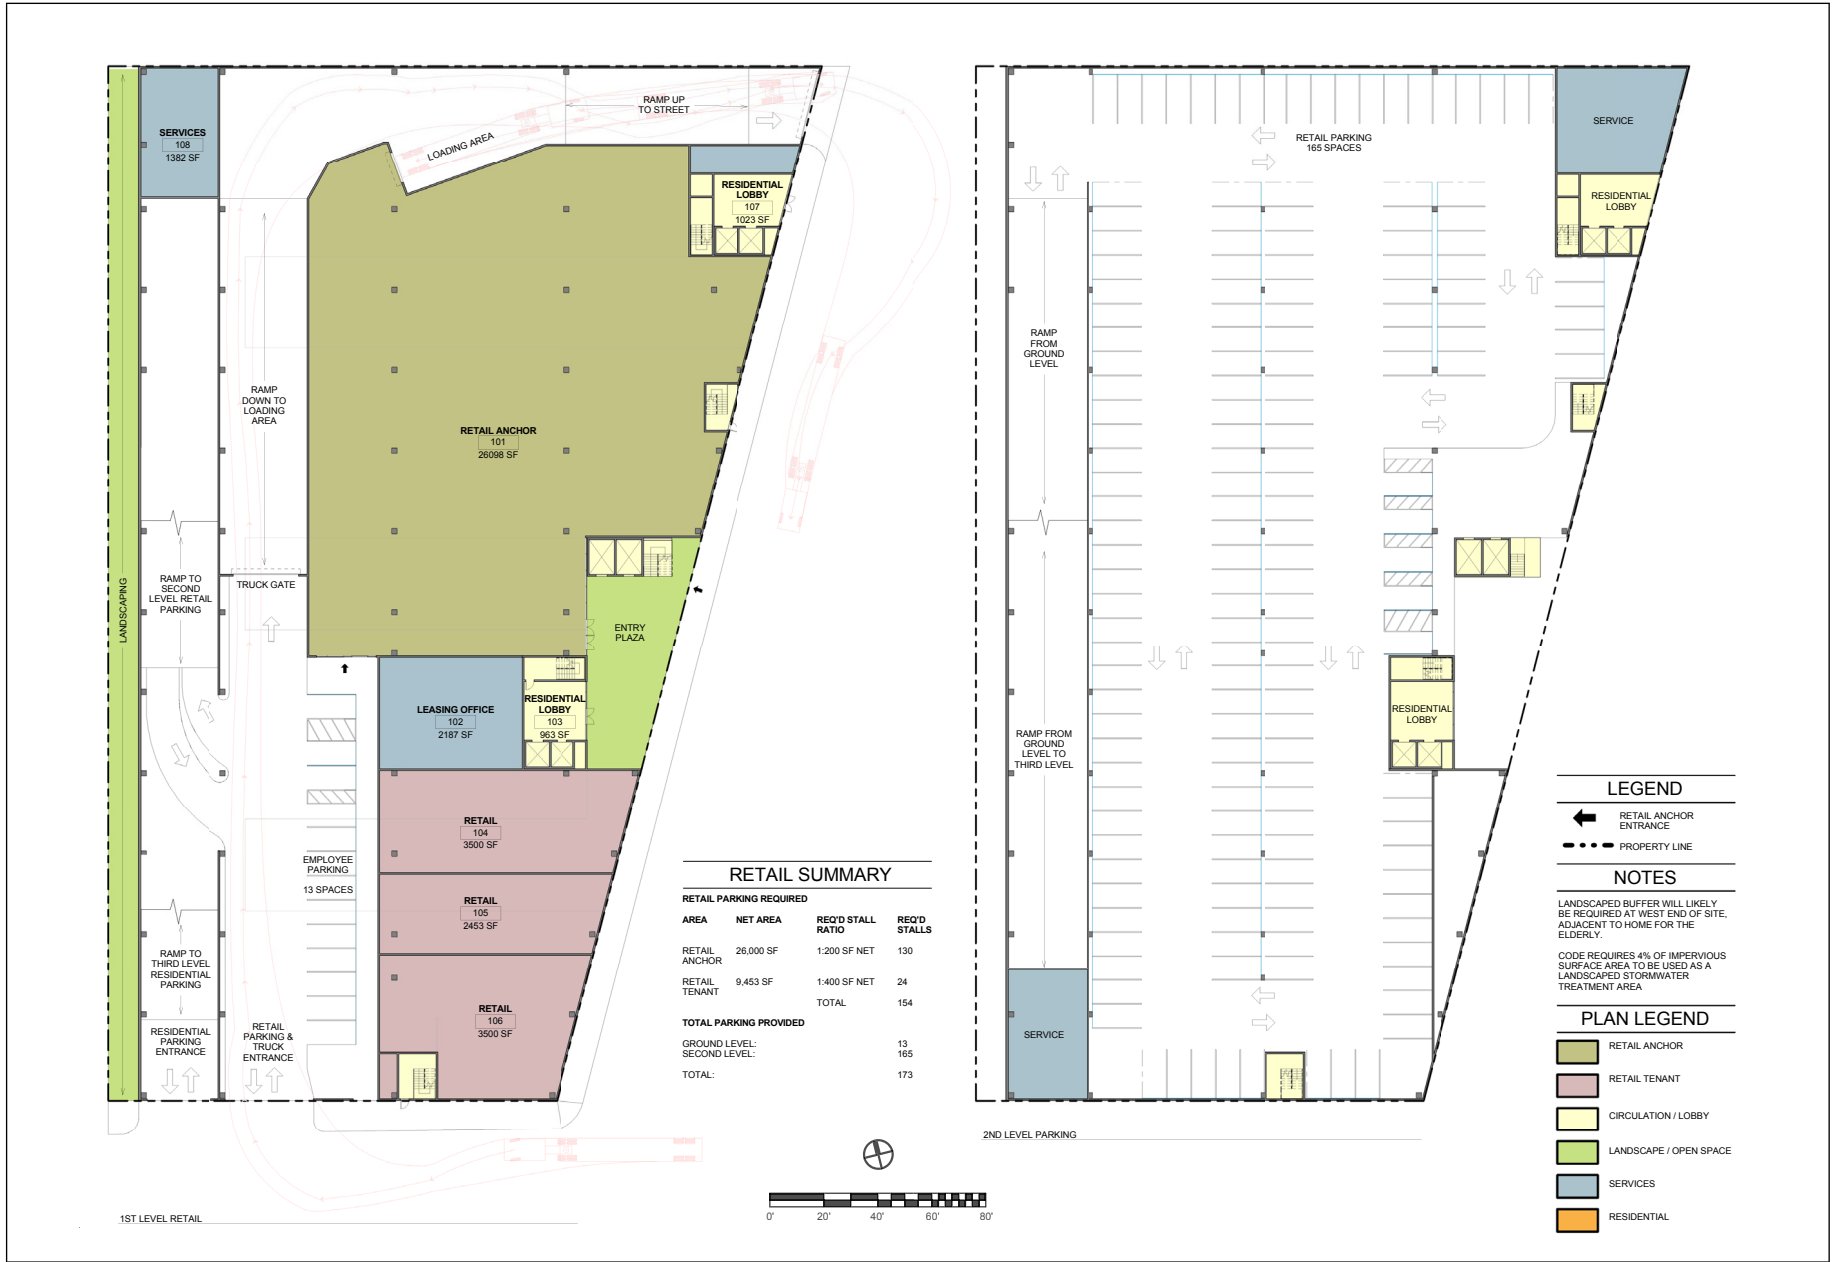 SERVICES
108
1382 SF
RAMP UP
TO STREET
LOADING AREA
RESIDENTIAL
LOBBY
107
1023 SF
RAMP
DOWN TO
LOADING
AREA
RETAIL ANCHOR
101
26098 SF
LANDSCAPING
RAMP TO
SECOND
LEVEL RETAIL
PARKING
TRUCK GATE
ENTRY
PLAZA
LEASING OFFICE
102
2187 SF
RESIDENTIAL
LOBBY
103
963 SF
RETAIL
104
3500 SF
EMPLOYEE
PARKING
13 SPACES
RETAIL
105
2453 SF
RAMP TO
THIRD LEVEL
RESIDENTIAL
PARKING
RETAIL
106
3500 SF
RESIDENTIAL
PARKING
ENTRANCE
RETAIL
PARKING &
TRUCK
ENTRANCE
1ST LEVEL RETAIL
RETAIL SUMMARY
RETAIL PARKING REQUIRED
AREA NET AREA REQ'D STALL RATIO REQ'D STALLS
RETAIL ANCHOR 26,000 SF 1:200 SF NET 130
RETAIL TENANT 9,453 SF 1:400 SF NET 24
TOTAL 154
TOTAL PARKING PROVIDED
GROUND LEVEL: 13
SECOND LEVEL: 165
TOTAL: 173
0' 20' 40' 60' 80'
SERVICE
RETAIL PARKING
165 SPACES
RESIDENTIAL
LOBBY
RAMP
FROM
GROUND
LEVEL
RESIDENTIAL
LOBBY
RAMP FROM
GROUND
LEVEL TO
THIRD LEVEL
SERVICE
2ND LEVEL PARKING
LEGEND
RETAIL ANCHOR
ENTRANCE
PROPERTY LINE
NOTES
LANDSCAPED BUFFER WILL LIKELY
BE REQUIRED AT WEST END OF SITE,
ADJACENT TO HOME FOR THE
ELDERLY.
CODE REQUIRES 4% OF IMPERVIOUS
SURFACE AREA TO BE USED AS A
LANDSCAPED STORMWATER
TREATMENT AREA
PLAN LEGEND
RETAIL ANCHOR
RETAIL TENANT
CIRCULATION / LOBBY
LANDSCAPE / OPEN SPACE
SERVICES
RESIDENTIAL